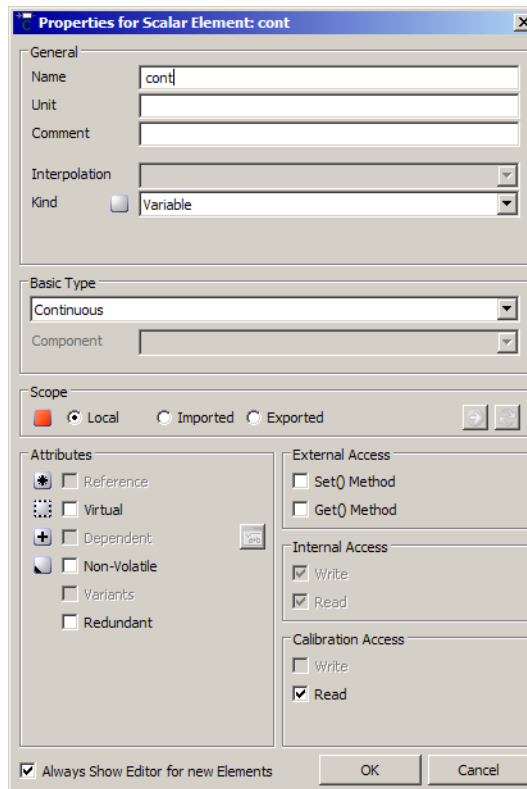 Properties for Scalar Element: cont
General
Name cont
Unit
Comment
Interpolation
Kind Variable
Basic Type
Continuous
Component
Scope
Local Imported Exported
Attributes
Reference
Virtual
Dependent
Non-Volatile
Variants
Redundant
External Access
Set() Method
Get() Method
Internal Access
Write
Read
Calibration Access
Write
Read
Always Show Editor for new Elements OK Cancel